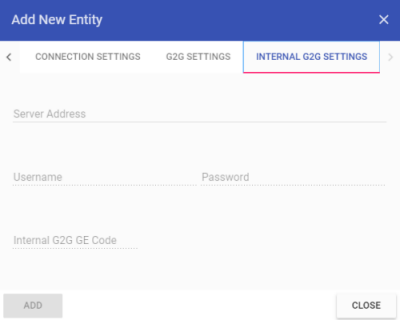 Add New Entity
CONNECTION SETTINGS G2G SETTINGS INTERNAL G2G SETTINGS
Server Address
Username Password
Internal G2G GE Code
ADD CLOSE